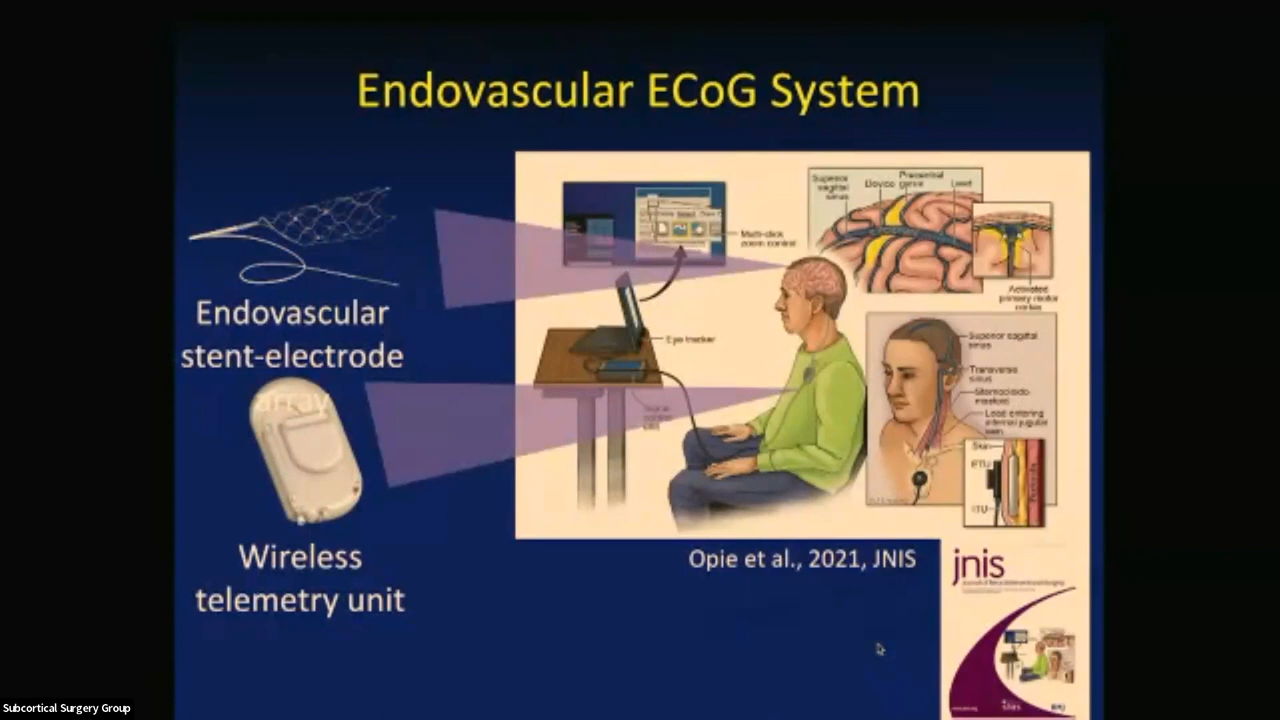 Endovascular ECoG System
Endovascular
stent-electrode
array
Wireless
telemetry unit
Multi-click
zoom control
Eye tracker
Superior
sagittal
sinus
Device
Precentral
gyrus
Lead
Activated
primary motor
cortex
Superior sagittal
sinus
Transverse
sinus
Lead entering
internal jugular
vein
Skin
ETU
ITU
Opie et al., 2021, JNIS
jnis
Subcortical Surgery Group